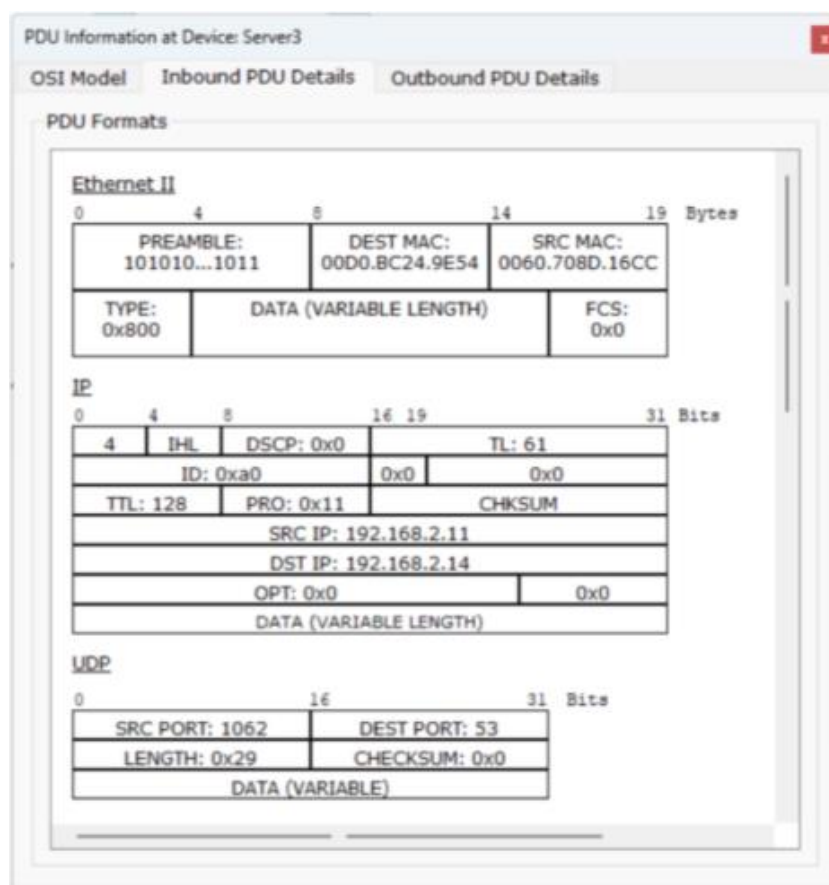 PDU Information at Device: Server3
x
OSI Model Inbound PDU Details Outbound PDU Details
PDU Formats
Ethernet II
0 4 8 14 19 Bytes
PREAMBLE: DEST MAC: SRC MAC:
101010...1011 00D0.BC24.9E54 0060.708D.16CC
TYPE: DATA (VARIABLE LENGTH) FCS:
0x800 0x0
IP
0 4 8 16 19 31 Bits
4 IHL DSCP: 0x0 TL: 61
ID: 0xa0 0x0 0x0
TTL: 128 PRO: 0x11 CHKSUM
SRC IP: 192.168.2.11
DST IP: 192.168.2.14
OPT: 0x0 0x0
DATA (VARIABLE LENGTH)
UDP
0 16 31 Bits
SRC PORT: 1062 DEST PORT: 53
LENGTH: 0x29 CHECKSUM: 0x0
DATA (VARIABLE)